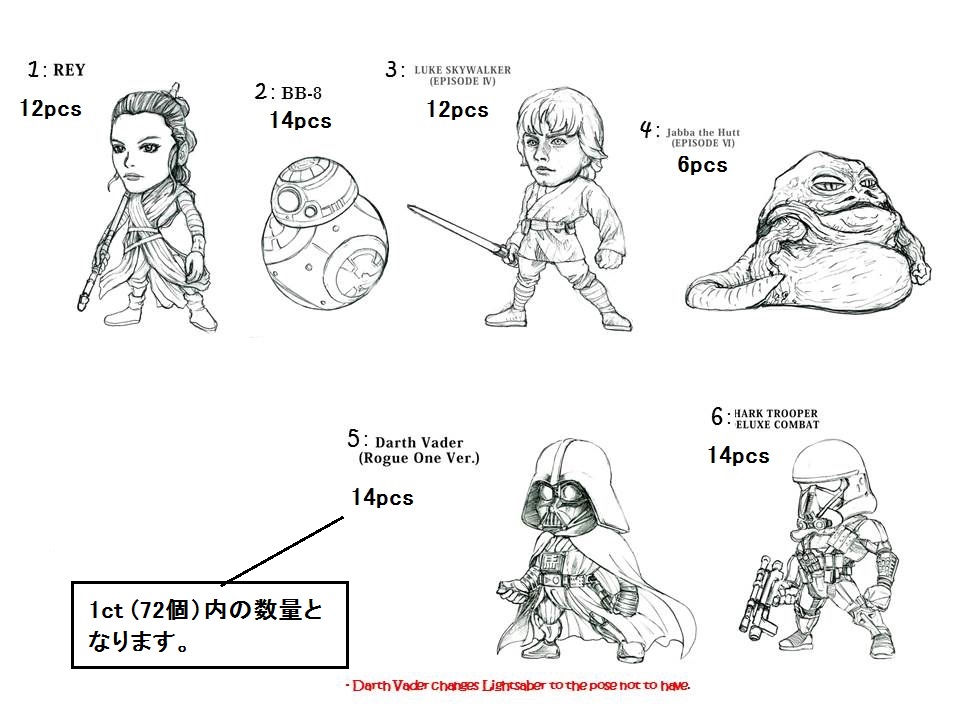 1: REY
12pcs
2: BB-8
14pcs
3: LUKE SKYWALKER
(EPISODE IV)
12pcs
4: Jabba the Hutt
(EPISODE VI)
6pcs
5: Darth Vader
(Rogue One Ver.)
14pcs
6: HARK TROOPER
ELUXE COMBAT
14pcs
1ct（72個）内の数量と
なります。
- Darth Vader changes Lightsaber to the pose not to have.